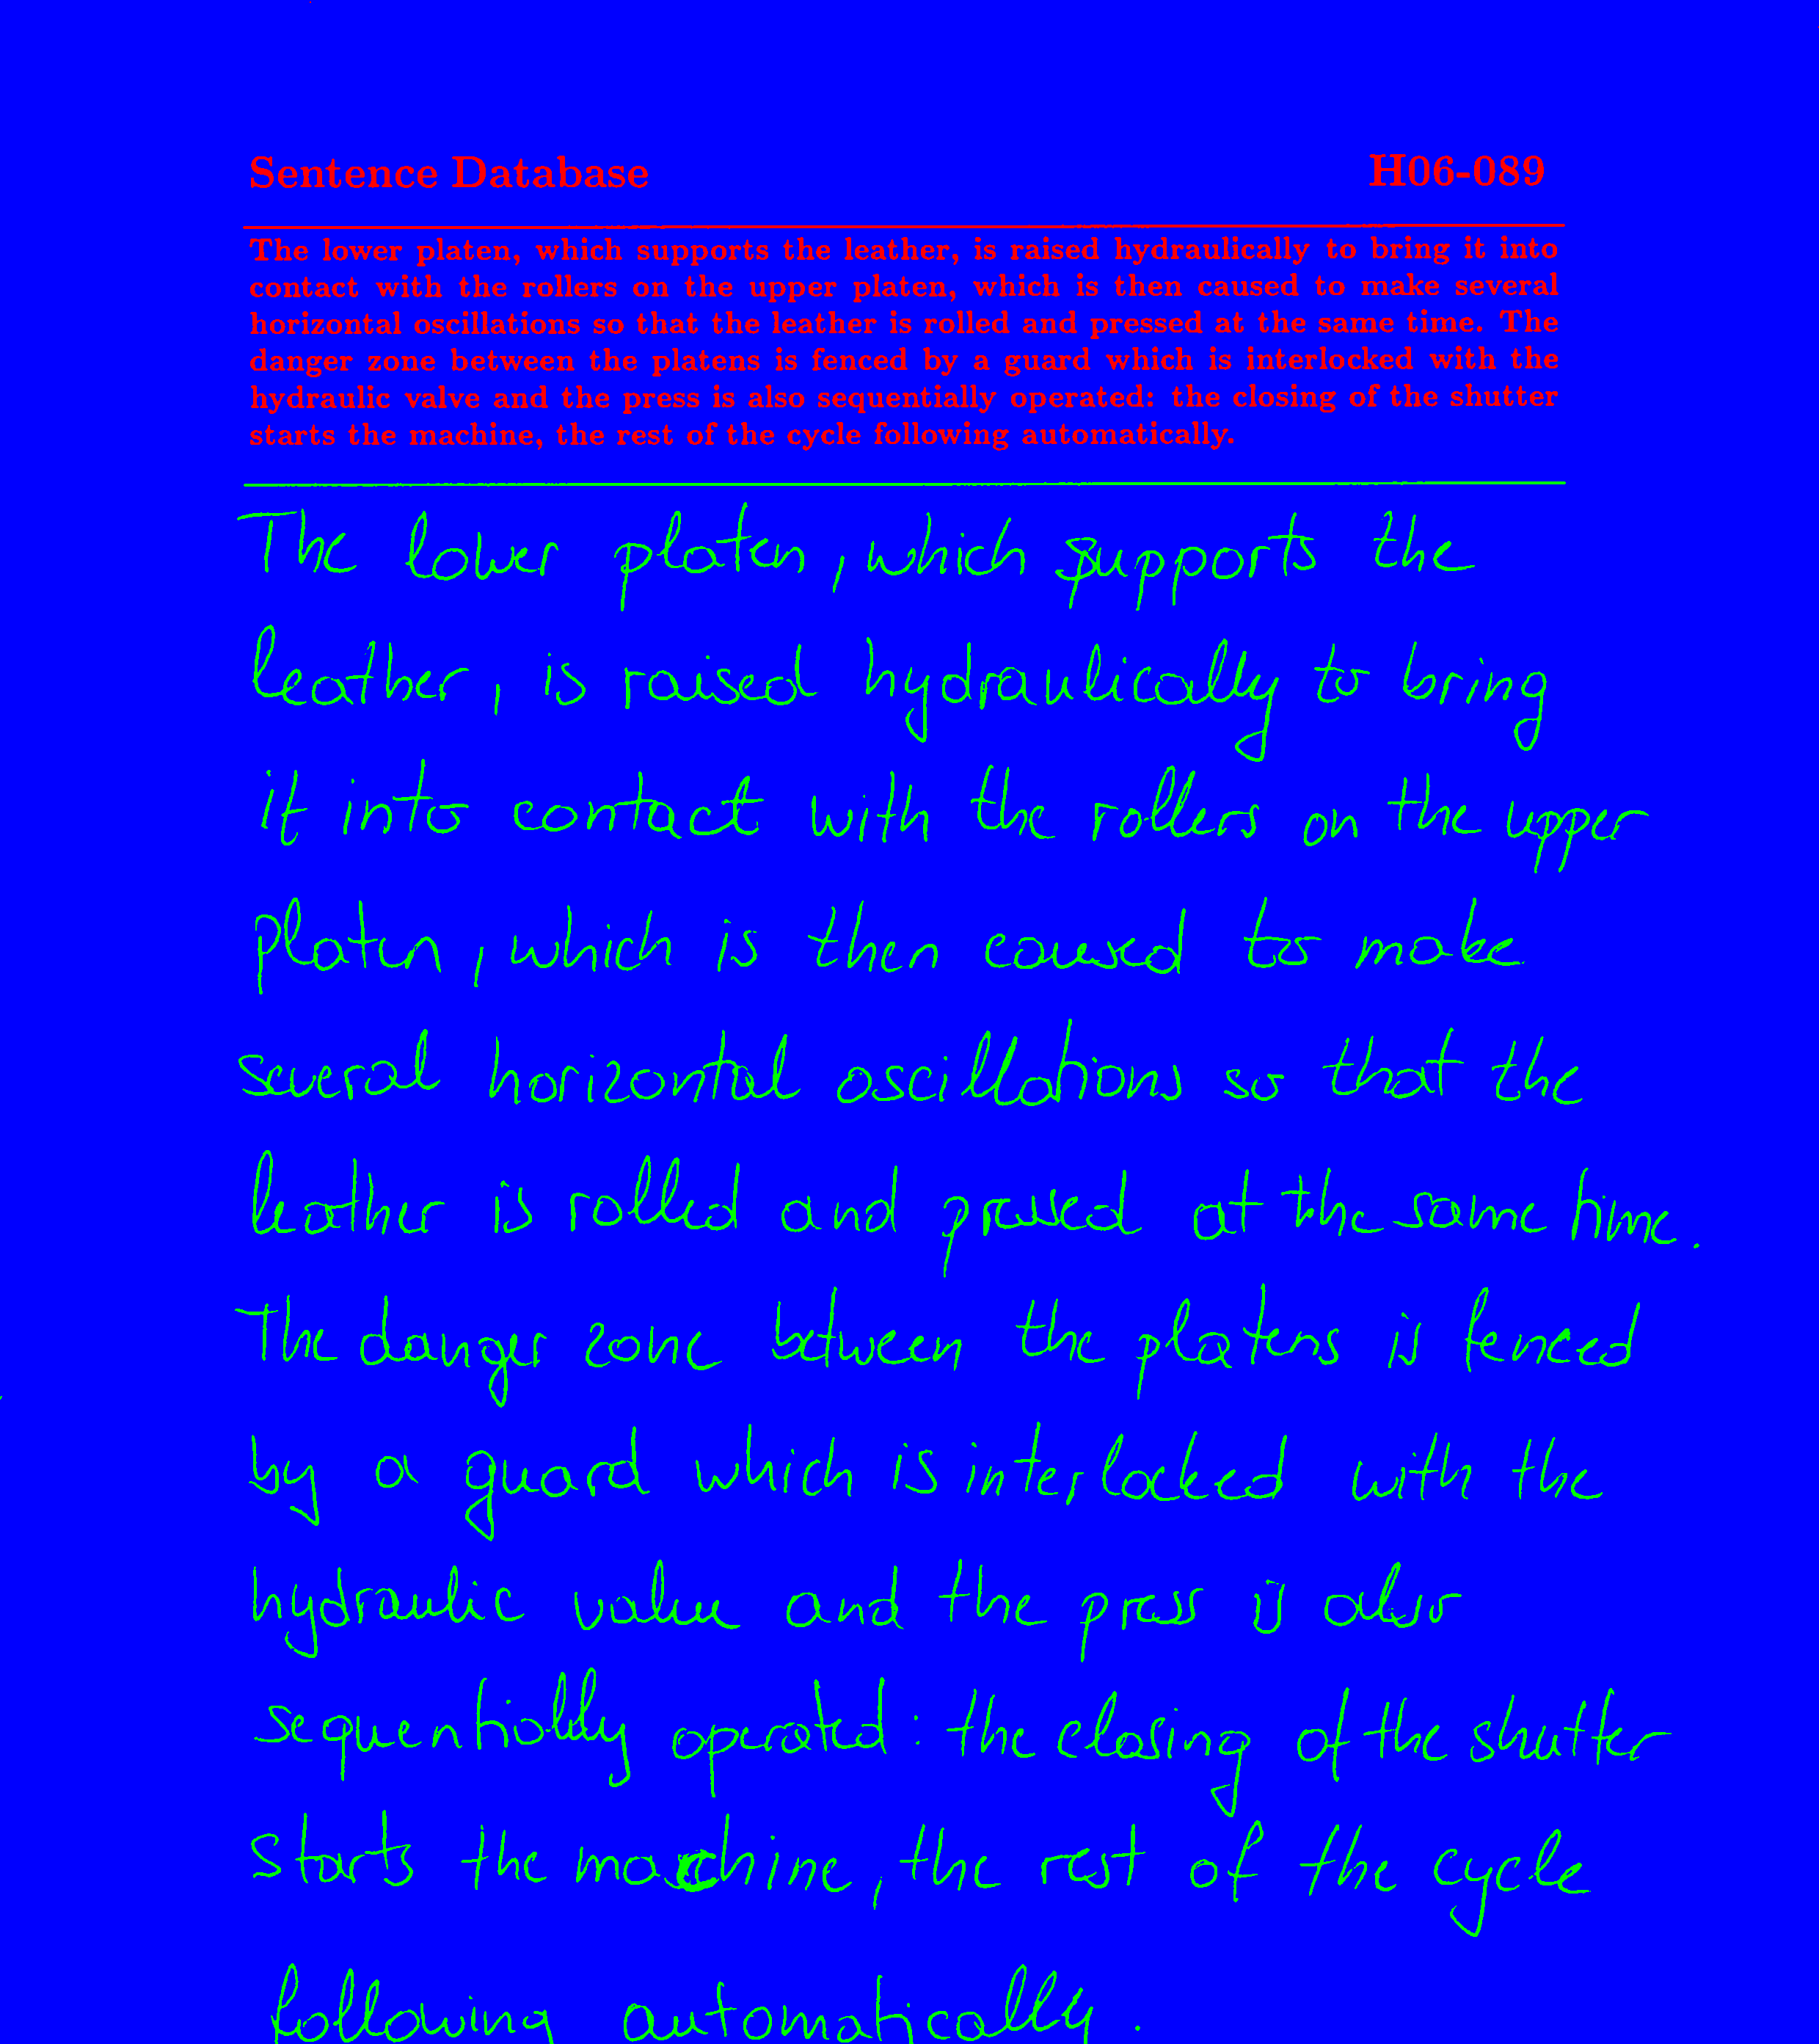 Sentence Database H06-089
The lower platen, which supports the leather, is raised hydraulically to bring it into
contact with the rollers on the upper platen, which is then caused to make several
horizontal oscillations so that the leather is rolled and pressed at the same time. The
danger zone between the platens is fenced by a guard which is interlocked with the
hydraulic valve and the press is also sequentially operated: the closing of the shutter
starts the machine, the rest of the cycle following automatically.
The lower platen, which supports the
leather, is raised hydraulically to bring
it into contact with the rollers on the upper
platen, which is then caused to make
several horizontal oscillations so that the
leather is rolled and pressed at the same time.
The danger zone between the platens is fenced
by a guard which is interlocked with the
hydraulic valve and the press is also
sequentially operated: the closing of the shutter
starts the machine, the rest of the cycle
following automatically.